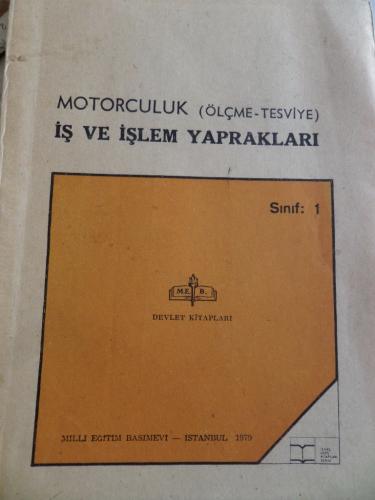 MOTORCULUK (ÖLÇME-TESVİYE)
İŞ VE İŞLEM YAPRAKLARI
Sınıf: 1
M.E. B.
DEVLET KİTAPLARI
MİLLİ EĞİTİM BASIMEVİ — İSTANBUL 1979